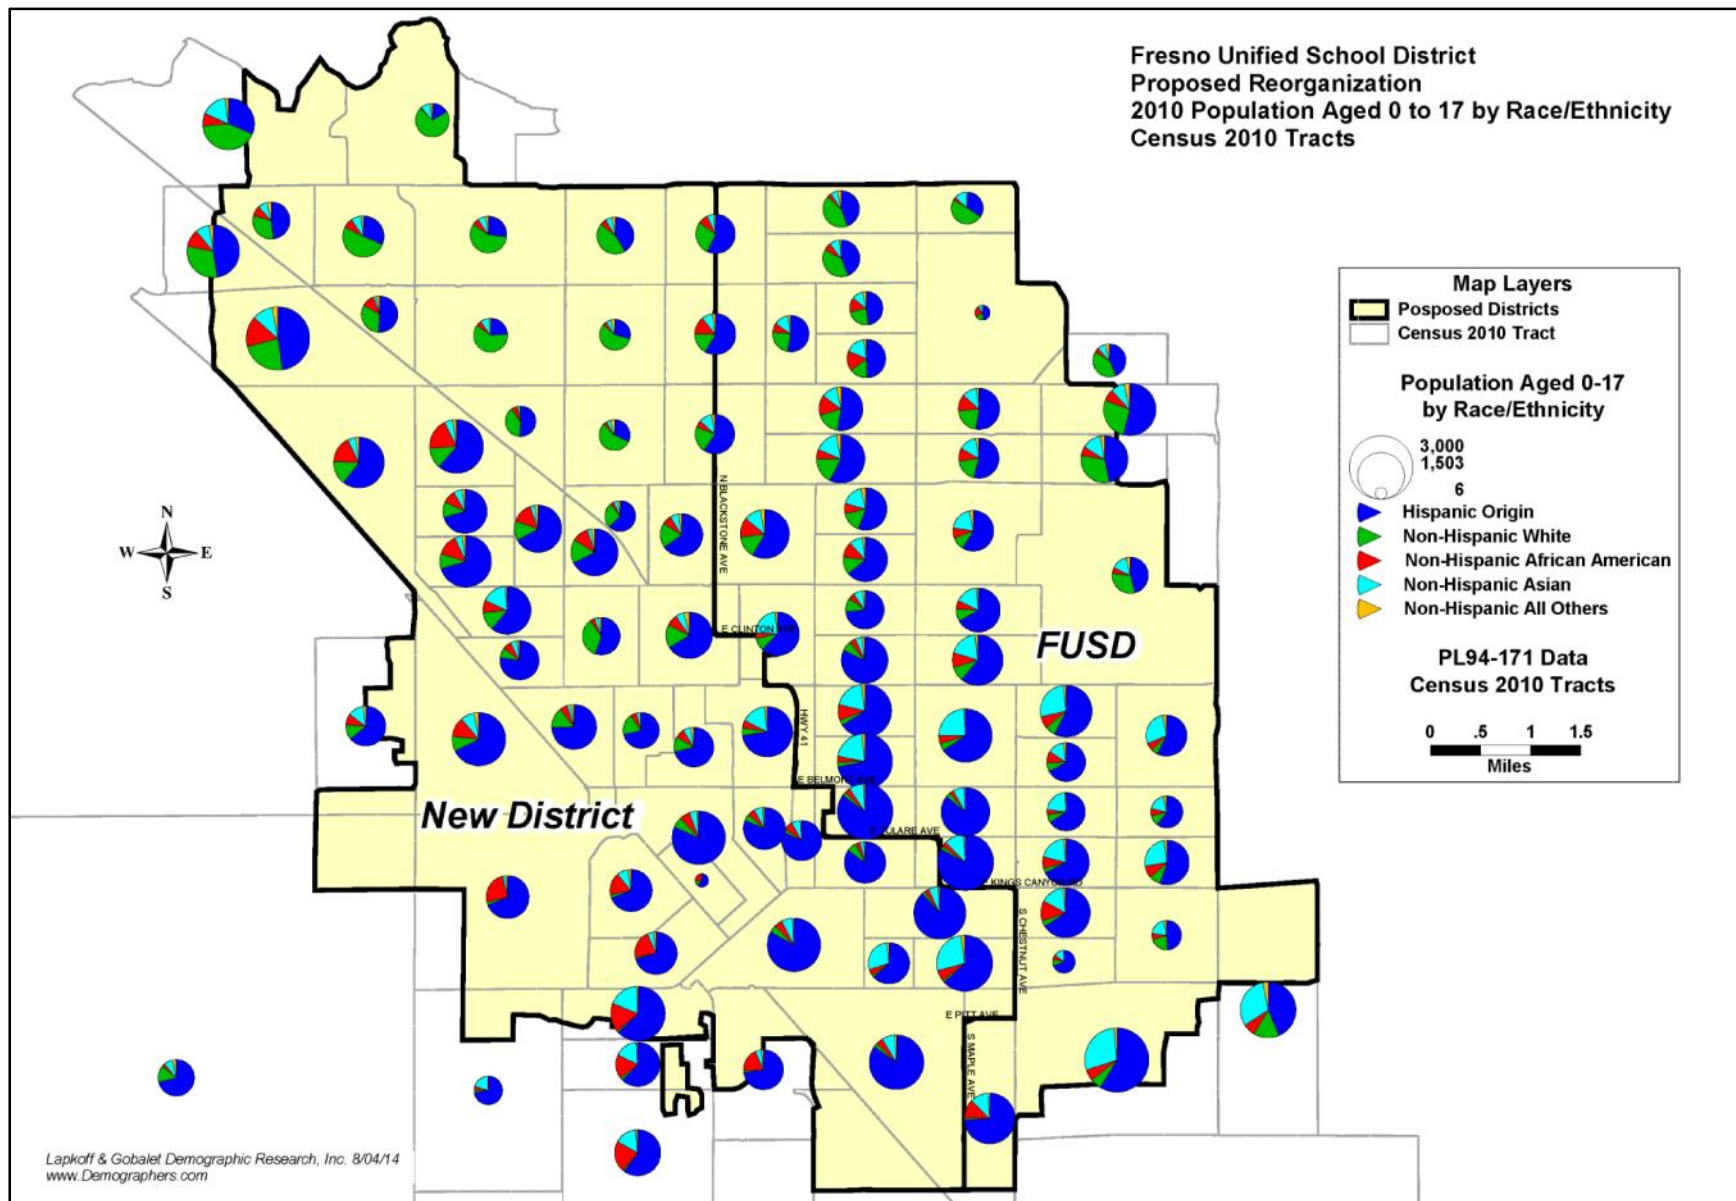 Fresno Unified School District
Proposed Reorganization
2010 Population Aged 0 to 17 by Race/Ethnicity
Census 2010 Tracts
Map Layers
Posposed Districts
Census 2010 Tract
Population Aged 0-17
by Race/Ethnicity
3,000
1,503
6
Hispanic Origin
Non-Hispanic White
Non-Hispanic African American
Non-Hispanic Asian
Non-Hispanic All Others
PL94-171 Data
Census 2010 Tracts
0 .5 1 1.5
Miles
N
W E
S
N BLACKSTONE AVE
E CLINTON AVE
FUSD
HWY 41
E BELMONT AVE
New District
E TULARE AVE
KINGS CANYON RD
S CHESTNUT AVE
E PITT AVE
S MAPLE AVE
Lapkoff & Gobalet Demographic Research, Inc. 8/04/14
www.Demographers.com